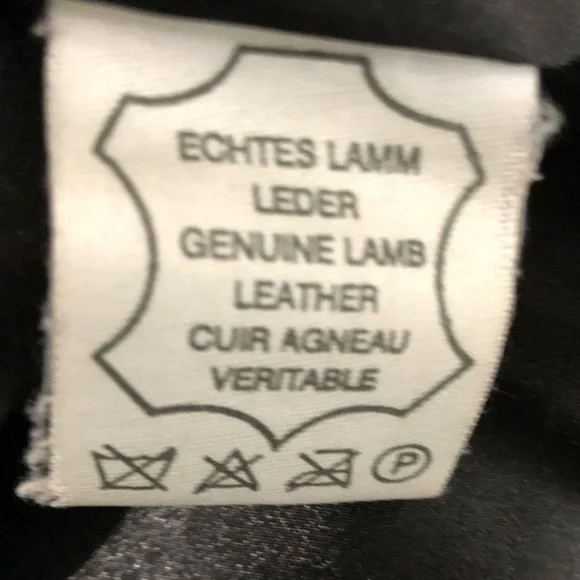 ECHTES LAMM
LEDER
GENUINE LAMB
LEATHER
CUIR AGNEAU
VERITABLE
P